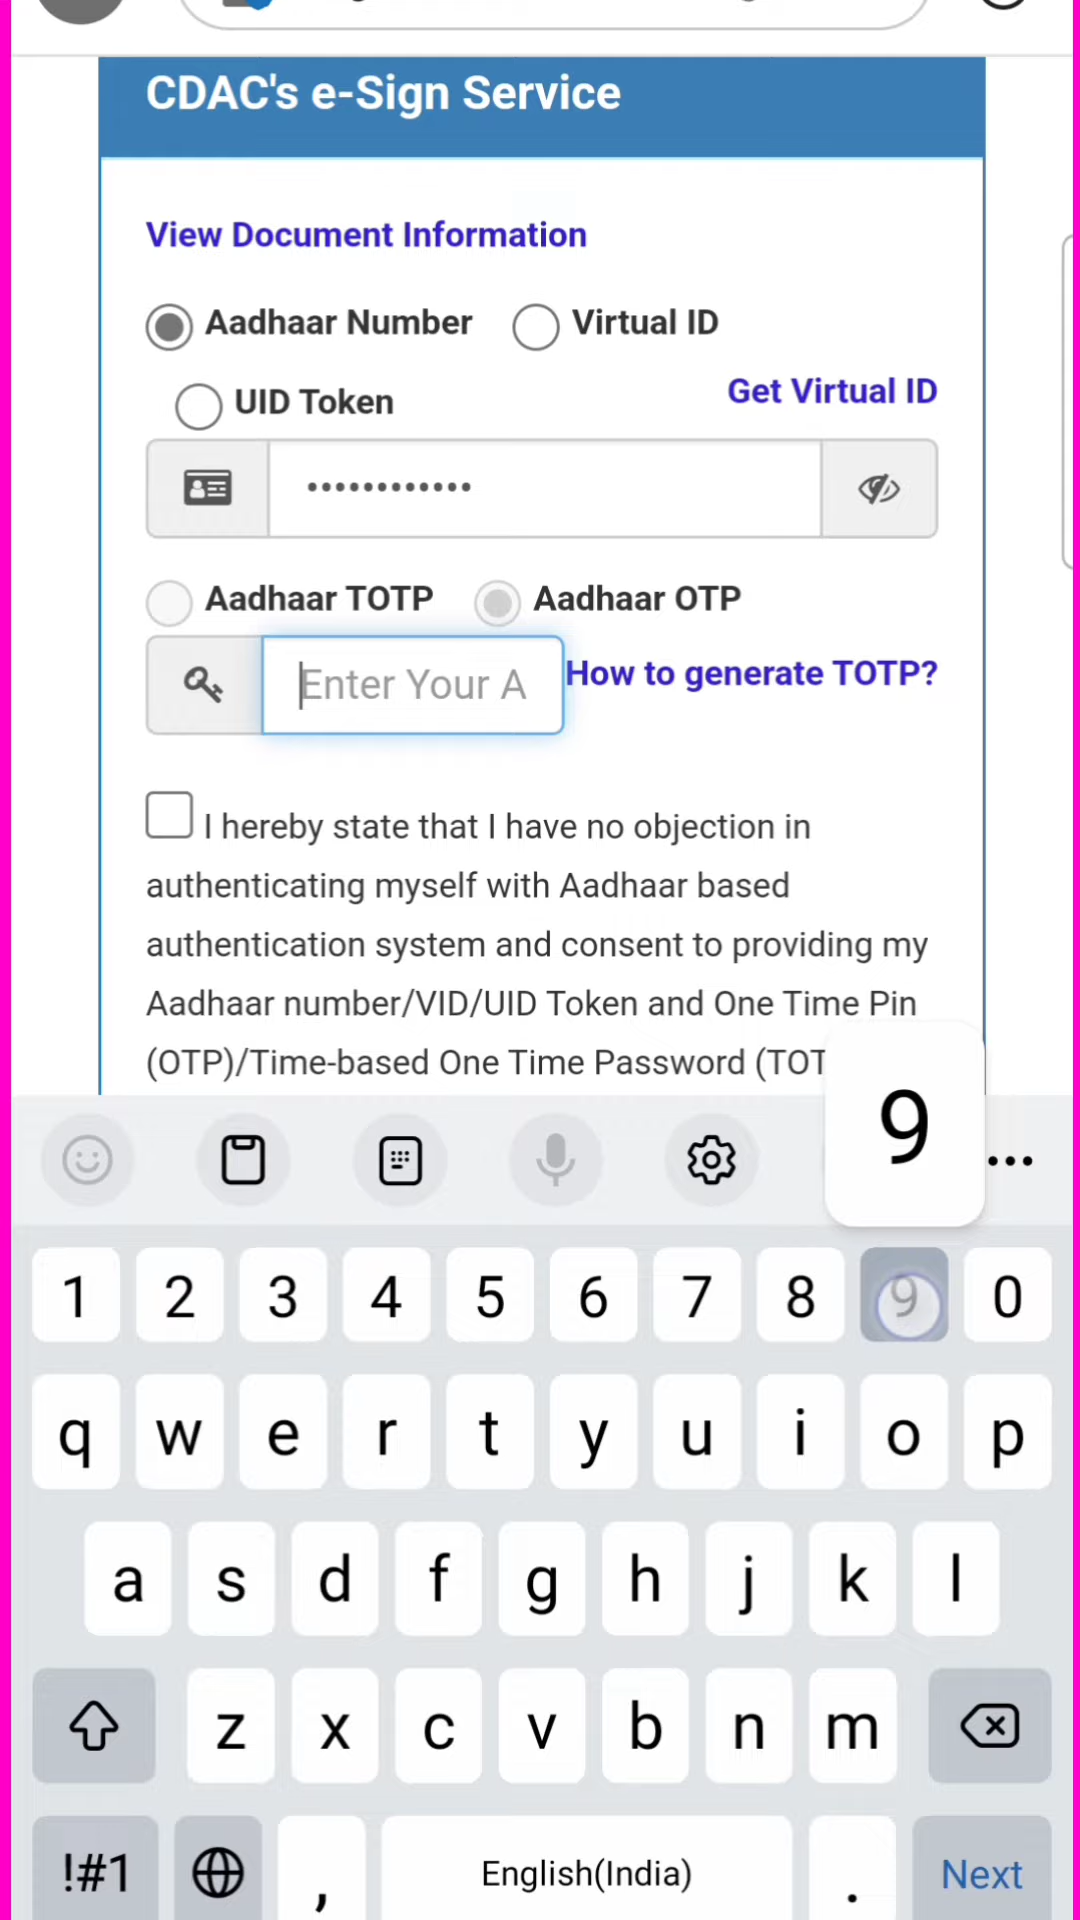 CDAC's e-Sign Service
View Document Information
Aadhaar Number Virtual ID
UID Token Get Virtual ID
••••••••••••
Aadhaar TOTP Aadhaar OTP
Enter Your A How to generate TOTP?
I hereby state that I have no objection in
authenticating myself with Aadhaar based
authentication system and consent to providing my
Aadhaar number/VID/UID Token and One Time Pin
(OTP)/Time-based One Time Password (TOT
9
1 2 3 4 5 6 7 8 9 0
q w e r t y u i o p
a s d f g h j k l
z x c v b n m
!#1 , English(India) . Next